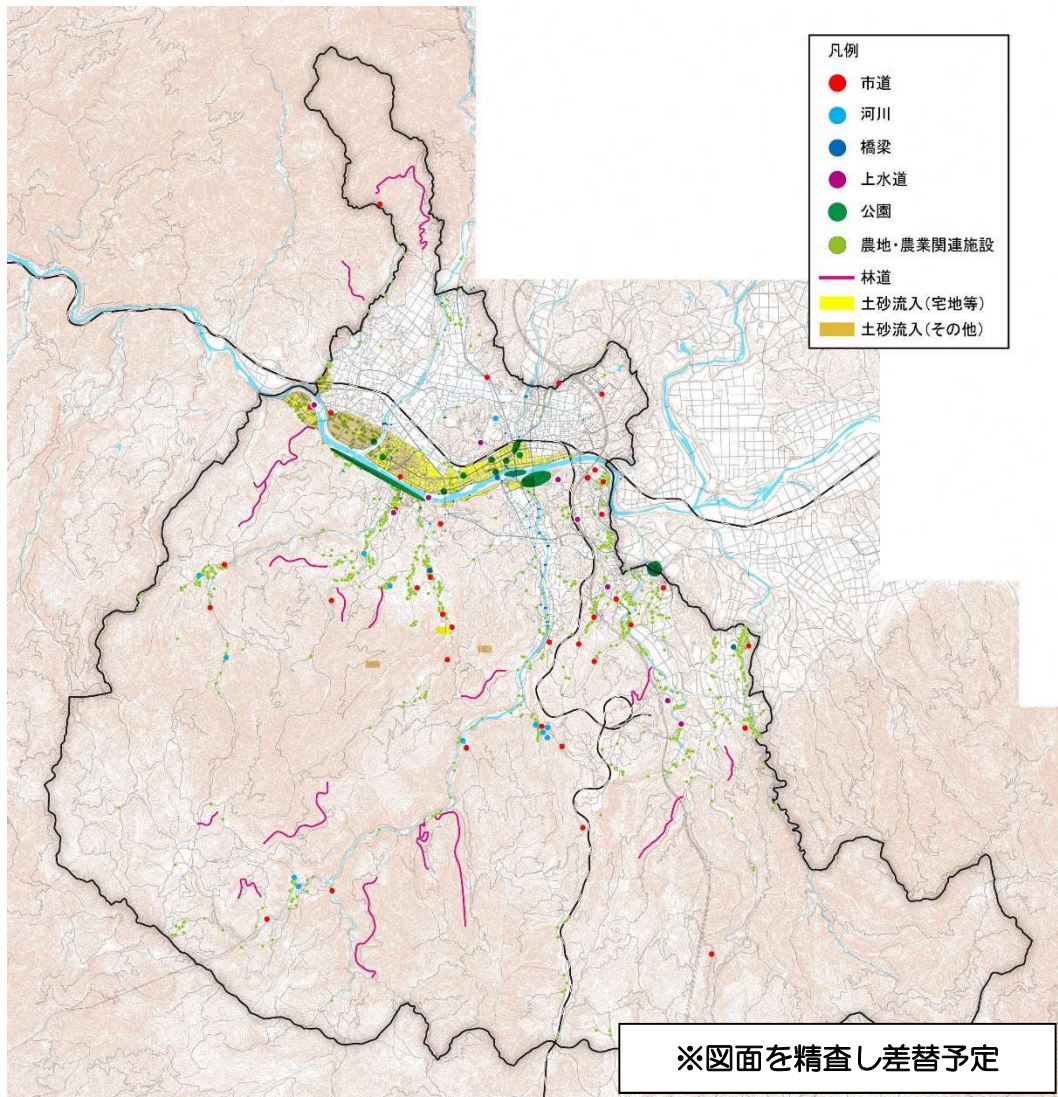 凡例
市道
河川
橋梁
上水道
公園
農地・農業関連施設
林道
土砂流入(宅地等)
土砂流入(その他)
※図面を精査し差替予定